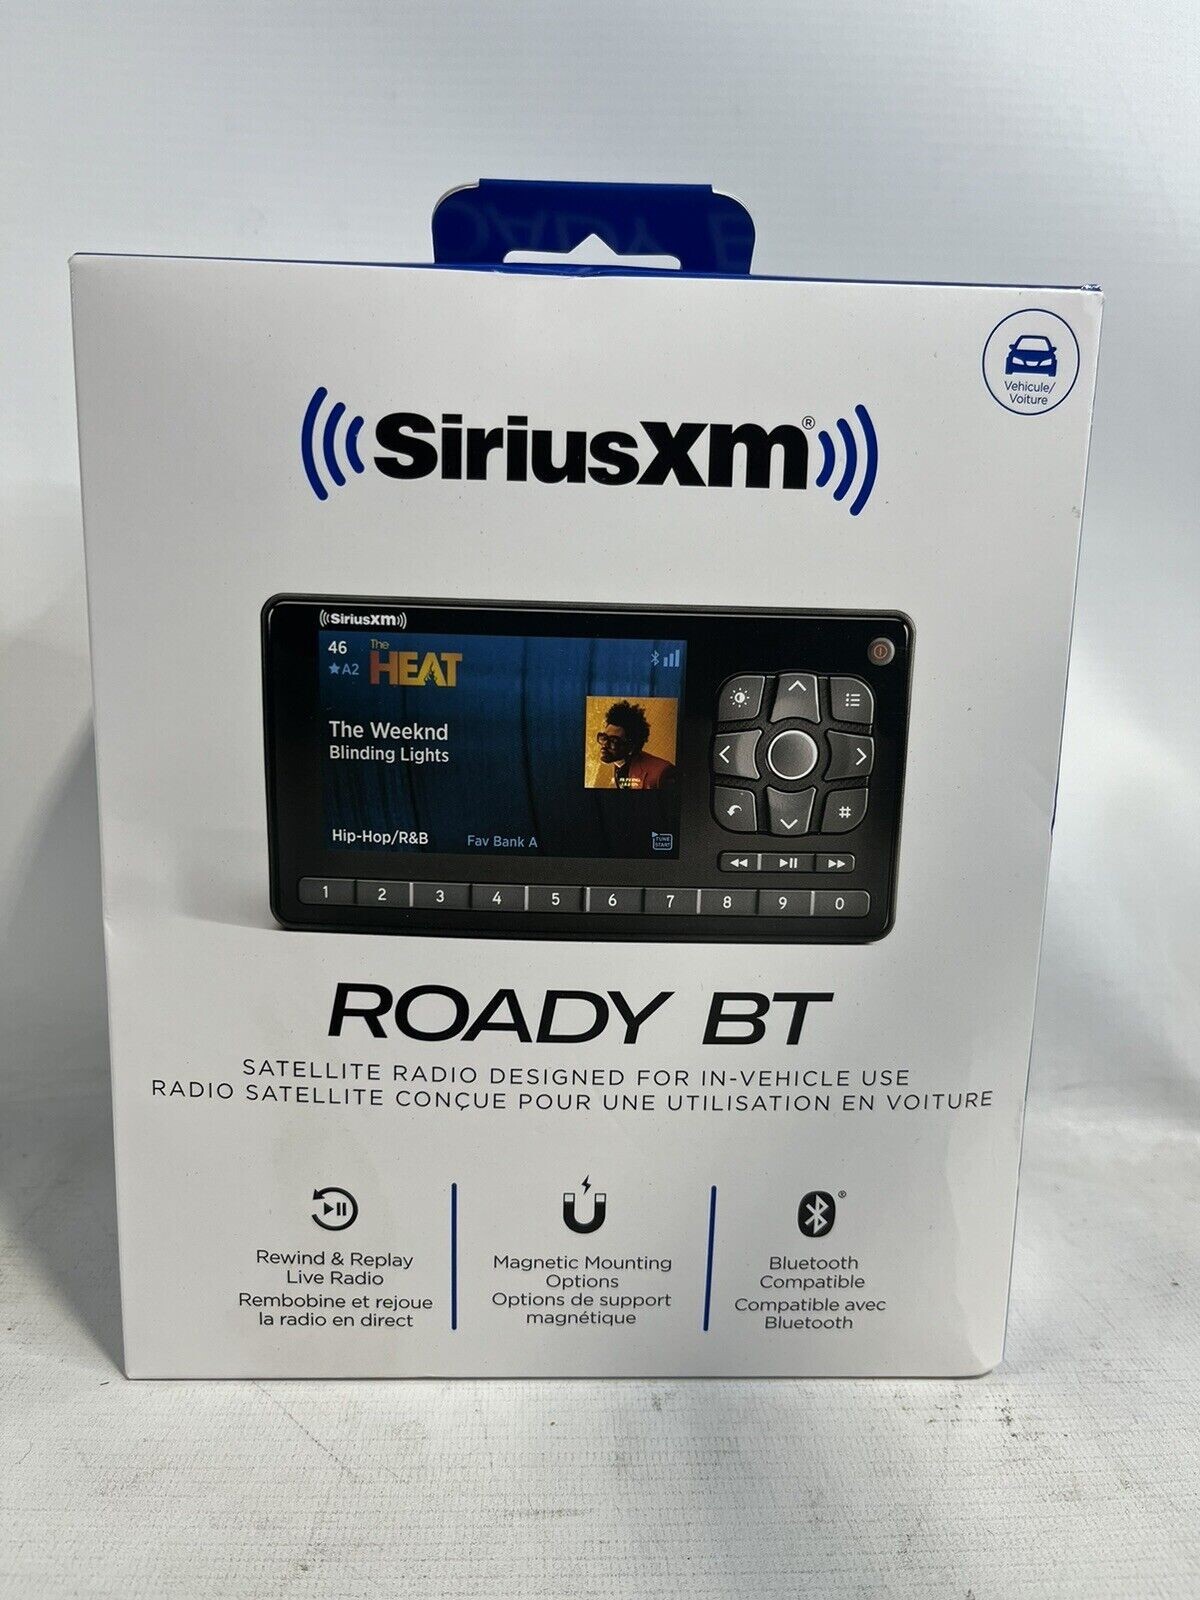 Vehicule/
Voiture
SiriusXm®
SiriusXm
46
The
HEAT
A2
The Weeknd
Blinding Lights
Hip-Hop/R&B
Fav Bank A
TUNE
START
1 2 3 4 5 6 7 8 9 0
ROADY BT
SATELLITE RADIO DESIGNED FOR IN-VEHICLE USE
RADIO SATELLITE CONÇUE POUR UNE UTILISATION EN VOITURE
Rewind & Replay
Live Radio
Rembobine et rejoue
la radio en direct
Magnetic Mounting
Options
Options de support
magnétique
®
Bluetooth
Compatible
Compatible avec
Bluetooth